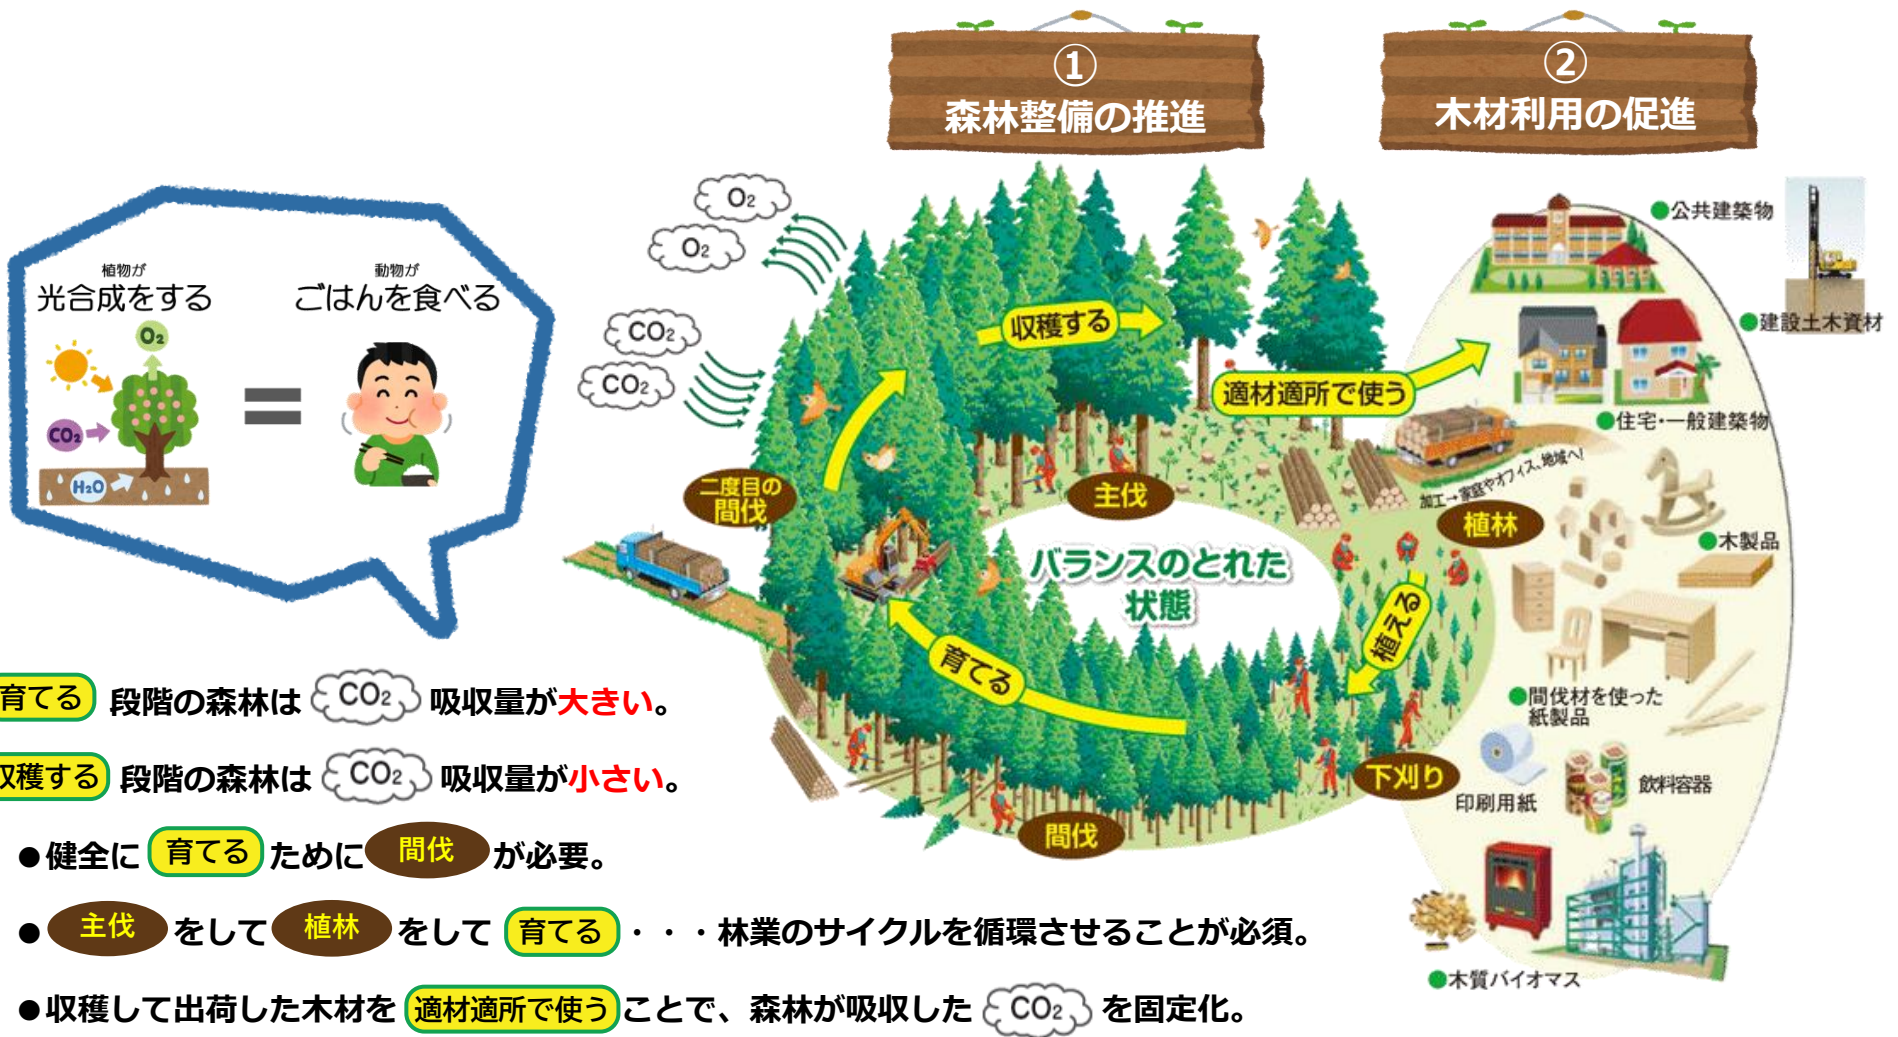 ①
森林整備の推進
②
木材利用の促進
植物が
光合成をする
動物が
ごはんを食べる
O₂
CO₂
H₂O
=
O₂
O₂
CO₂
CO₂
収穫する
適材適所で使う
二度目の
間伐
主伐
加工→家庭やオフィス、地域へ!
植林
バランスのとれた
状態
植える
育てる
下刈り
間伐
●公共建築物
●建設土木資材
●住宅・一般建築物
●木製品
●間伐材を使った
紙製品
印刷用紙
飲料容器
●木質バイオマス
育てる 段階の森林は CO₂ 吸収量が大きい。
収穫する 段階の森林は CO₂ 吸収量が小さい。
●健全に 育てる ために 間伐 が必要。
●主伐 をして 植林 をして 育てる ・・・林業のサイクルを循環させることが必須。
●収穫して出荷した木材を 適材適所で使う ことで、森林が吸収した CO₂ を固定化。